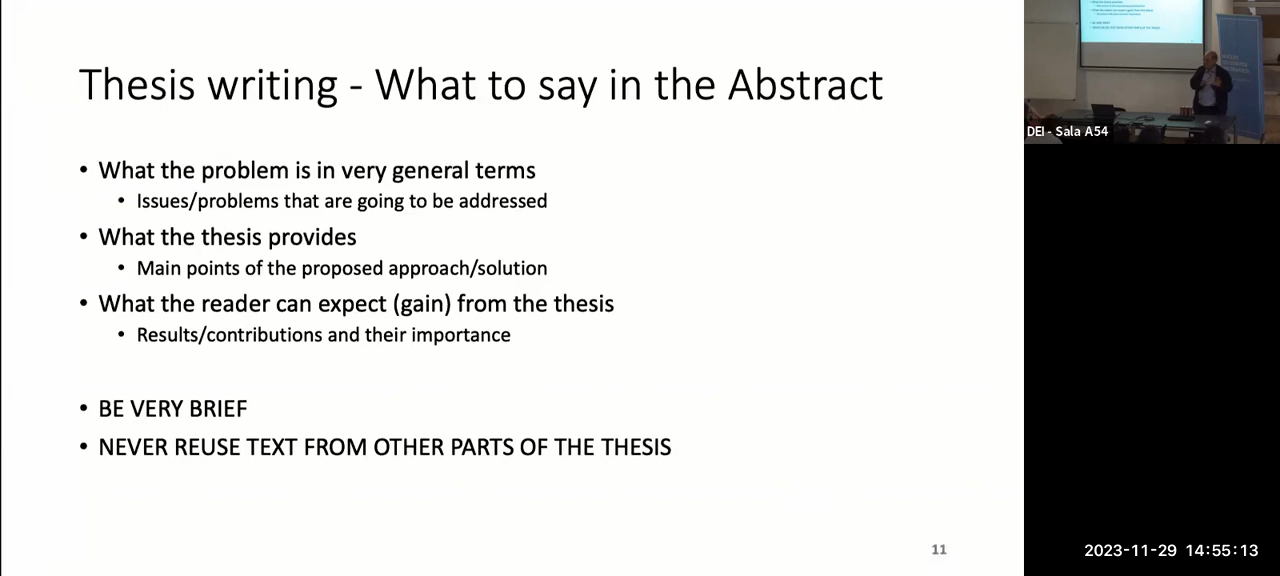 Thesis writing - What to say in the Abstract
• What the problem is in very general terms
• Issues/problems that are going to be addressed
• What the thesis provides
• Main points of the proposed approach/solution
• What the reader can expect (gain) from the thesis
• Results/contributions and their importance
• BE VERY BRIEF
• NEVER REUSE TEXT FROM OTHER PARTS OF THE THESIS
11
DEI - Sala A54
2023-11-29 14:55:13